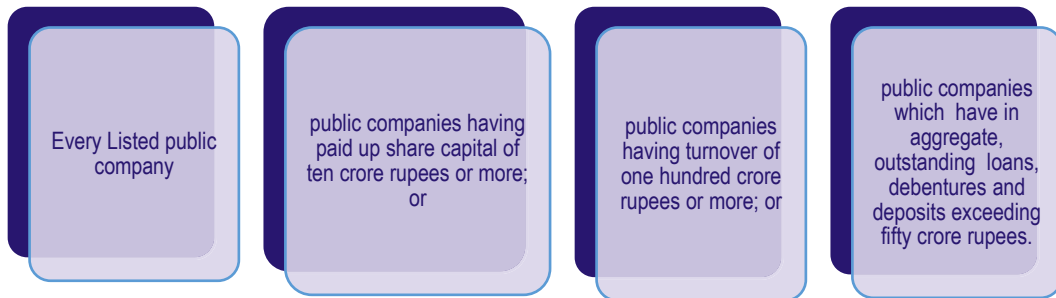 Every Listed public
company
public companies having
paid up share capital of
ten crore rupees or more;
or
public companies
having turnover of
one hundred crore
rupees or more; or
public companies
which have in
aggregate,
outstanding loans,
debentures and
deposits exceeding
fifty crore rupees.